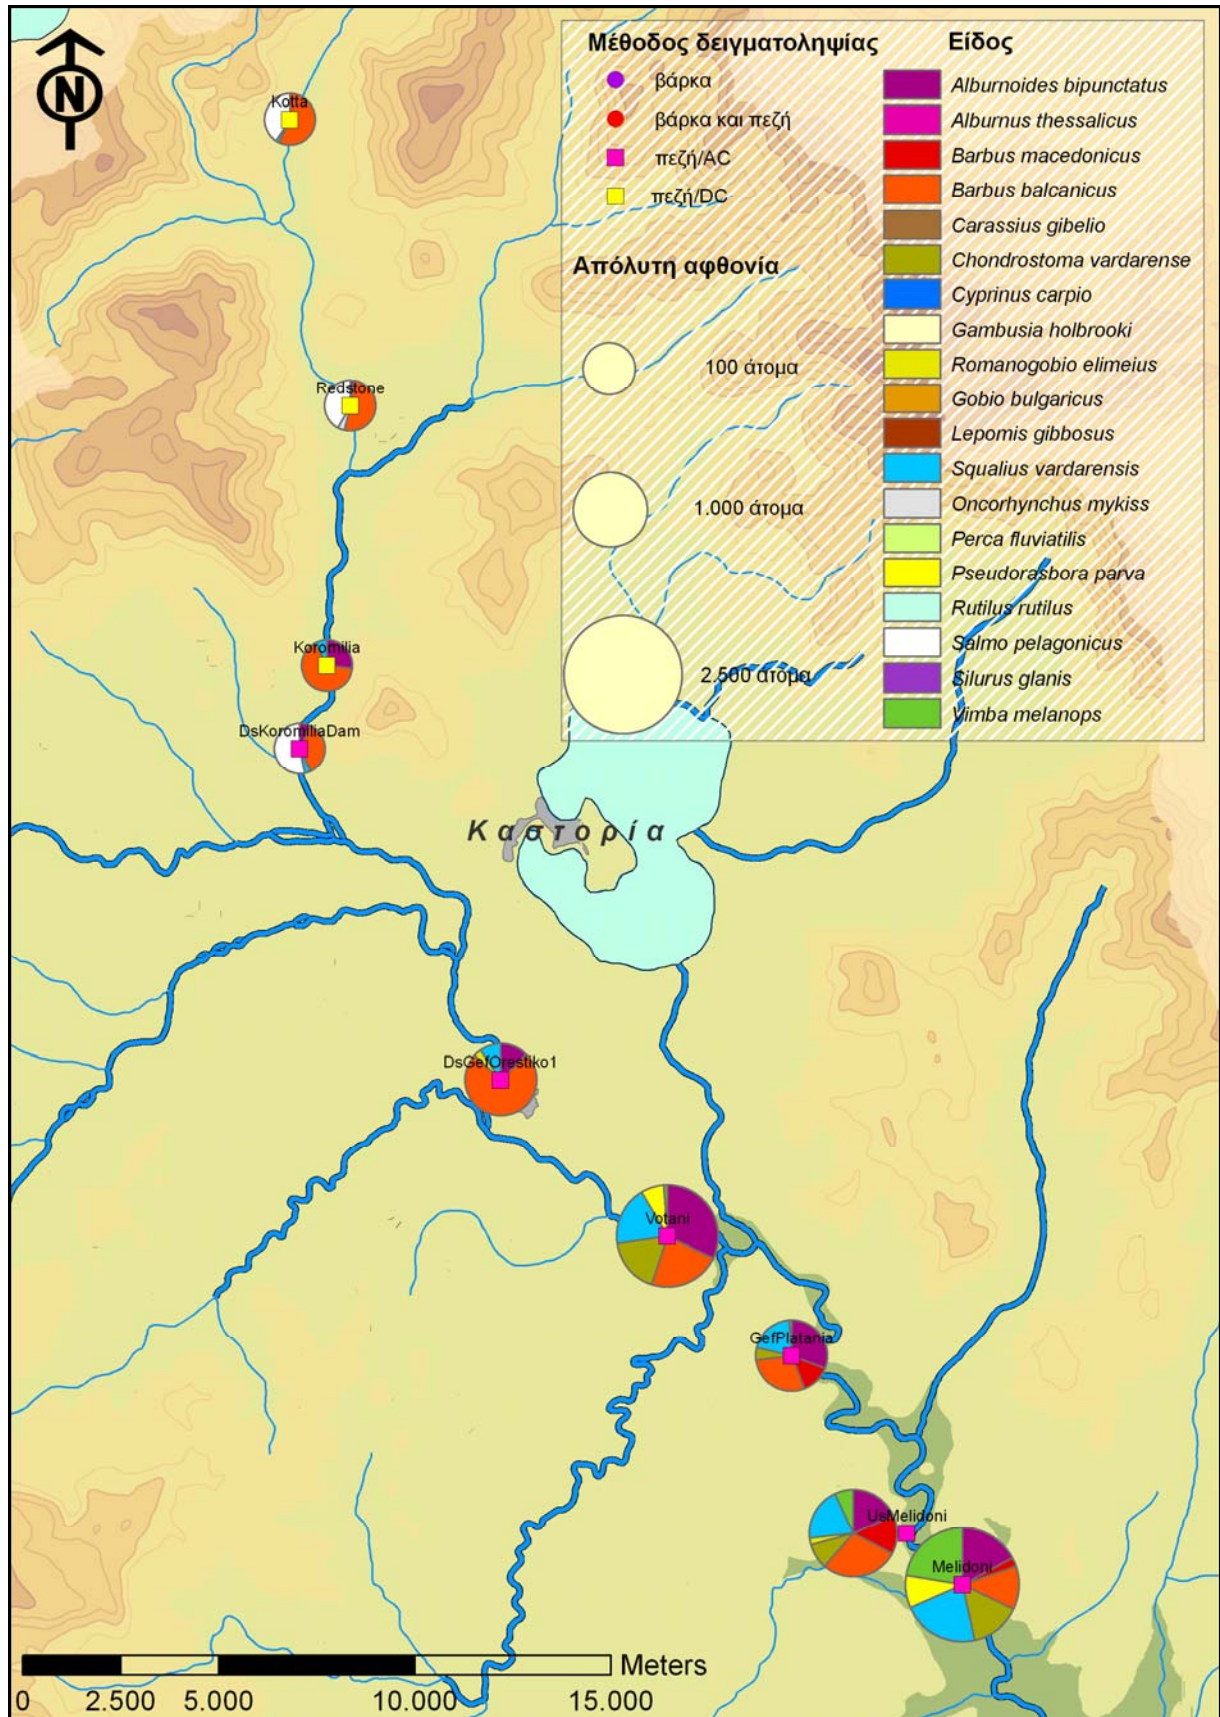 N
Μέθοδος δειγματοληψίας
βάρκα
βάρκα και πεζή
πεζή/AC
πεζή/DC
Απόλυτη αφθονία
100 άτομα
1.000 άτομα
2.500 άτομα
Είδος
Alburnoides bipunctatus
Alburnus thessalicus
Barbus macedonicus
Barbus balcanicus
Carassius gibelio
Chondrostoma vardarense
Cyprinus carpio
Gambusia holbrooki
Romanogobio elimeius
Gobio bulgaricus
Lepomis gibbosus
Squalius vardarensis
Oncorhynchus mykiss
Perca fluviatilis
Pseudorasbora parva
Rutilus rutilus
Salmo pelagonicus
Silurus glanis
Vimba melanops
Kotta
Redstone
Koromilia
DsKoromiliaDam
Καστορία
DsGefOrestiko1
Votani
GefPlatania
UsMelidoni
Melidoni
Meters
0 2.500 5.000 10.000 15.000